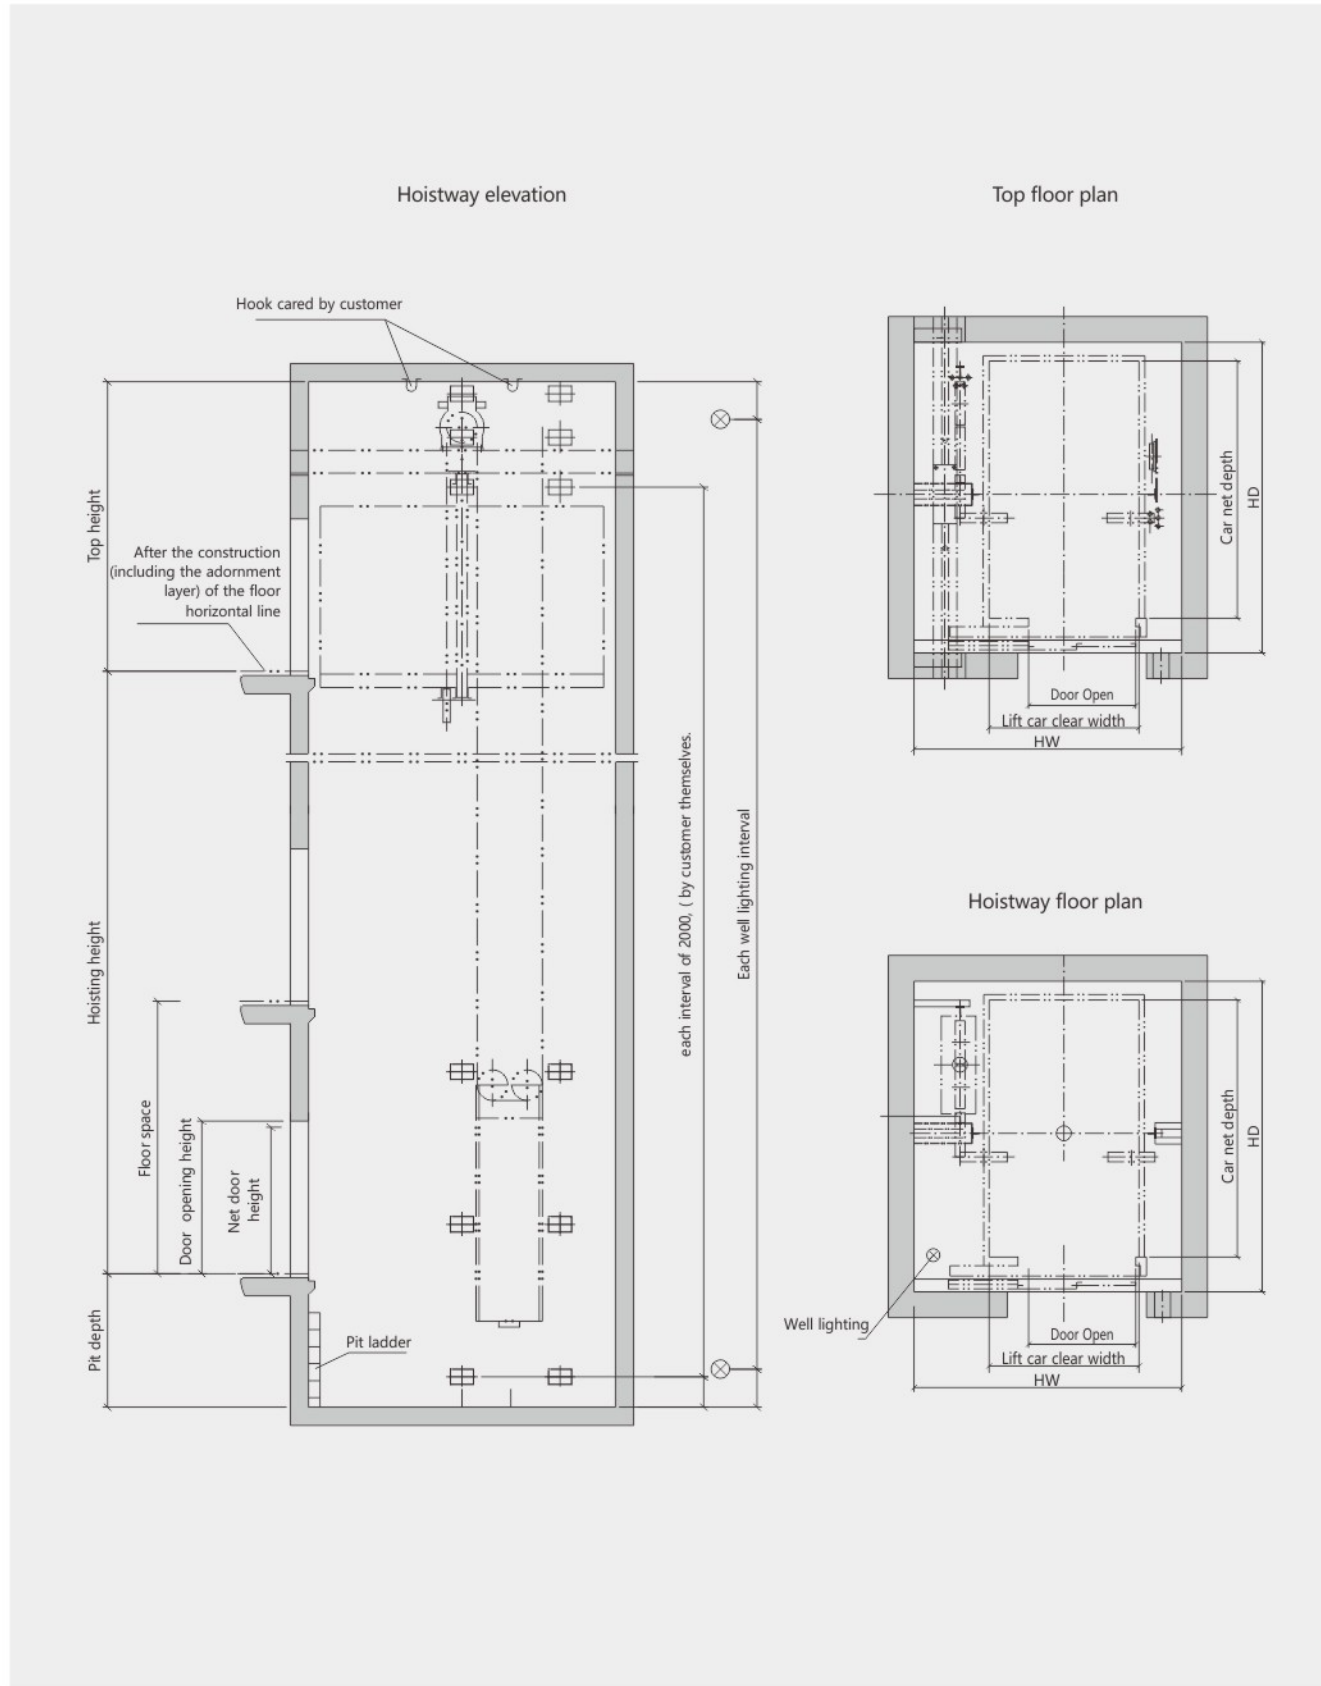 Hoistway elevation
Top floor plan
Hook cared by customer
Top height
After the construction
(including the adornment
layer) of the floor
horizontal line
Hoisting height
Floor space
Door opening height
Net door
height
Pit depth
Pit ladder
each interval of 2000, ( by customer themselves.
Each well lighting interval
Car net depth
HD
Door Open
Lift car clear width
HW
Hoistway floor plan
Car net depth
HD
Well lighting
Door Open
Lift car clear width
HW